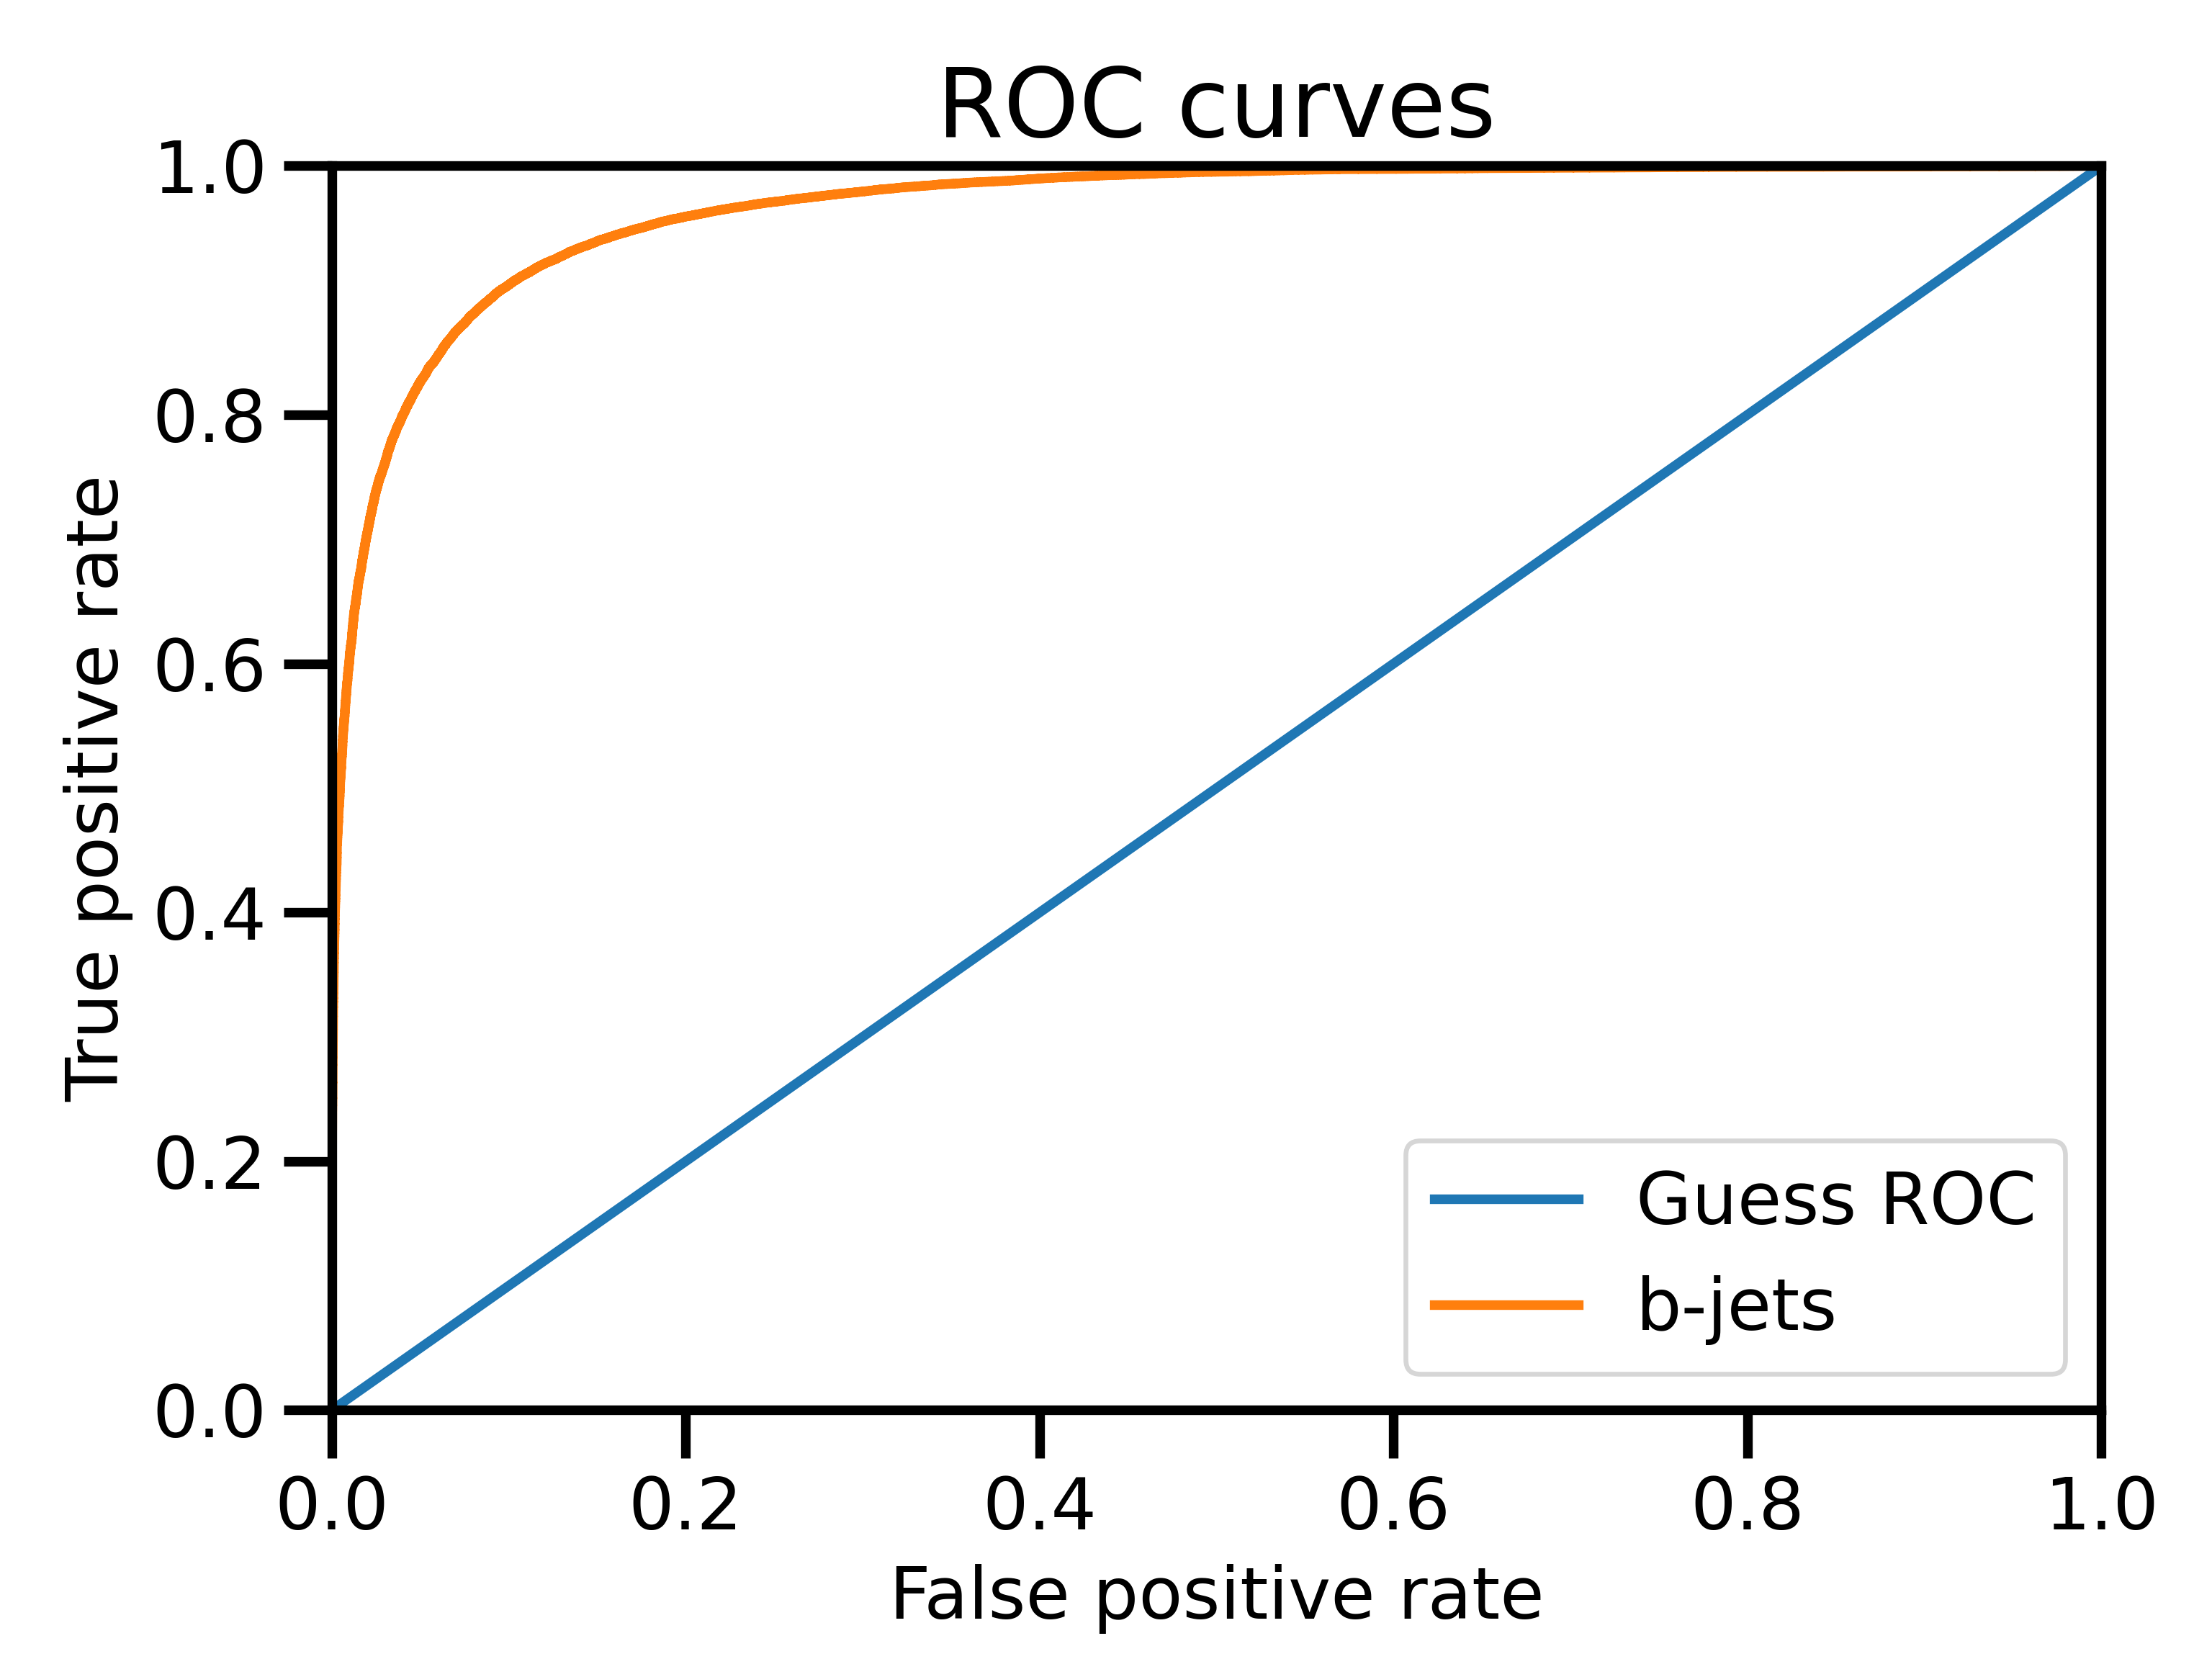 ROC curves
True positive rate
1.0
0.8
0.6
0.4
0.2
0.0
Guess ROC
b-jets
0.0 0.2 0.4 0.6 0.8 1.0
False positive rate